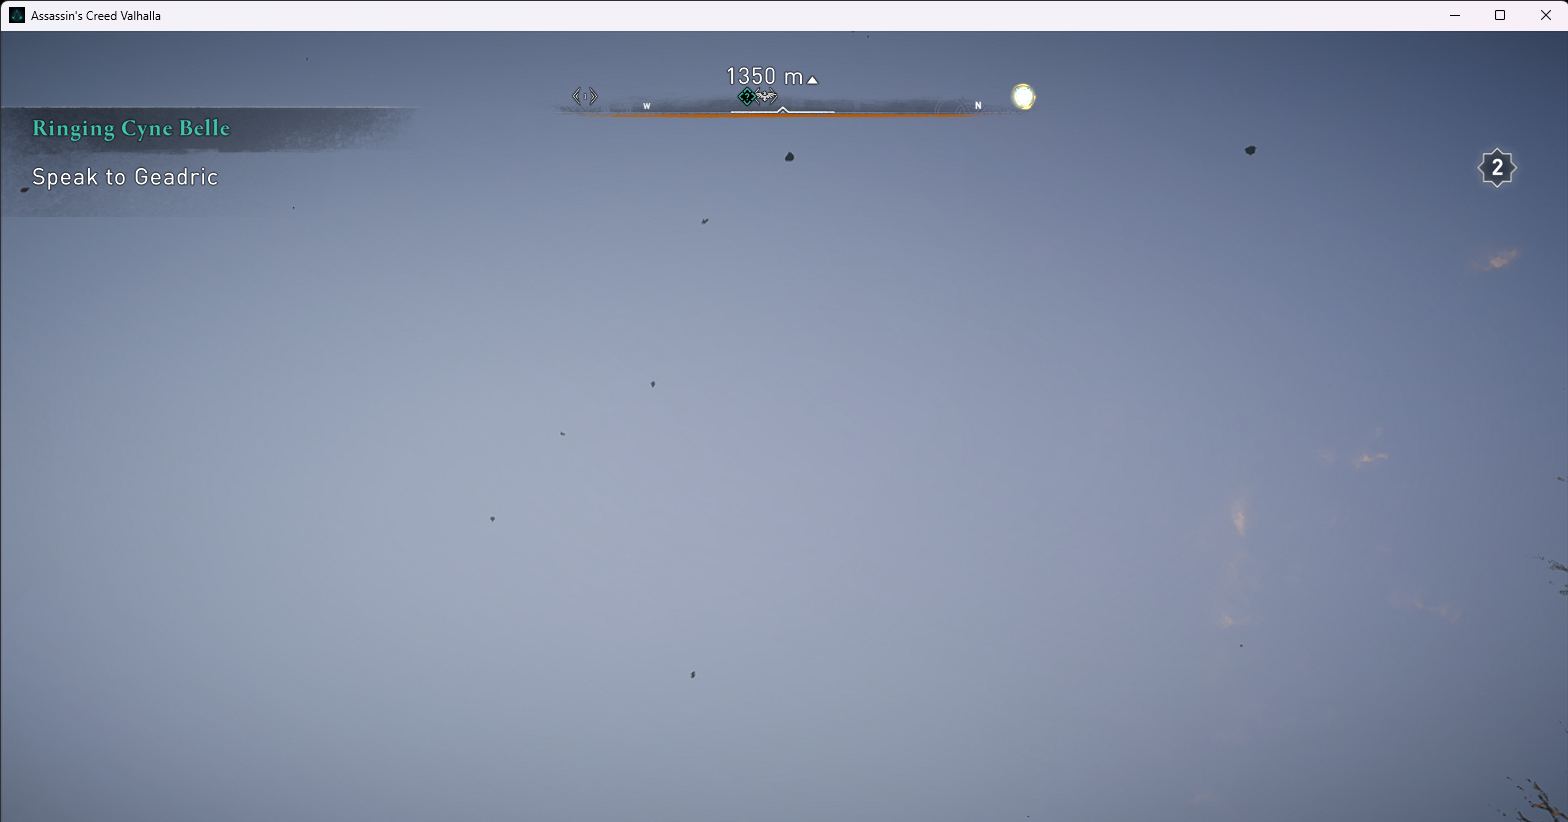 Assassin's Creed Valhalla
1350 m
W
N
Ringing Cyne Belle
Speak to Geadric
2